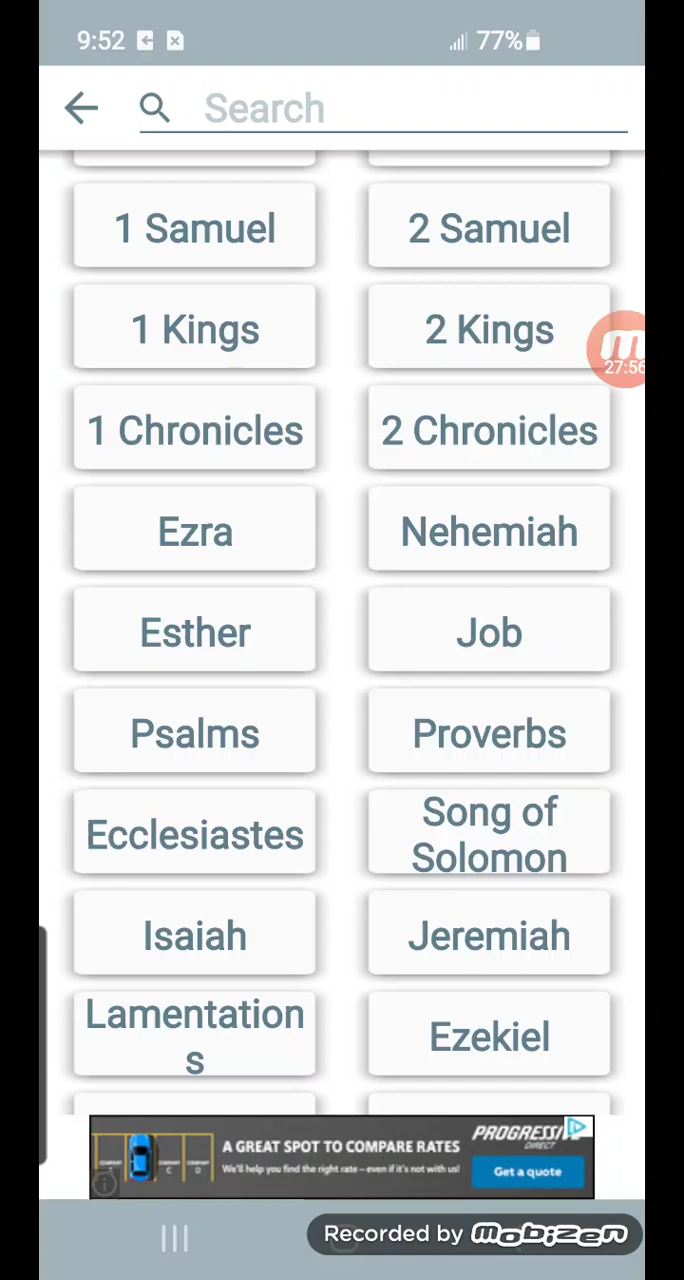 9:52
77%
Search
1 Samuel
2 Samuel
1 Kings
2 Kings
27:56
1 Chronicles
2 Chronicles
Ezra
Nehemiah
Esther
Job
Psalms
Proverbs
Ecclesiastes
Song of
Solomon
Isaiah
Jeremiah
Lamentation
s
Ezekiel
A GREAT SPOT TO COMPARE RATES
We'll help you find the right rate – even if it's not with us!
PROGRESSI
DIRECT
Get a quote
Recorded by mobizen